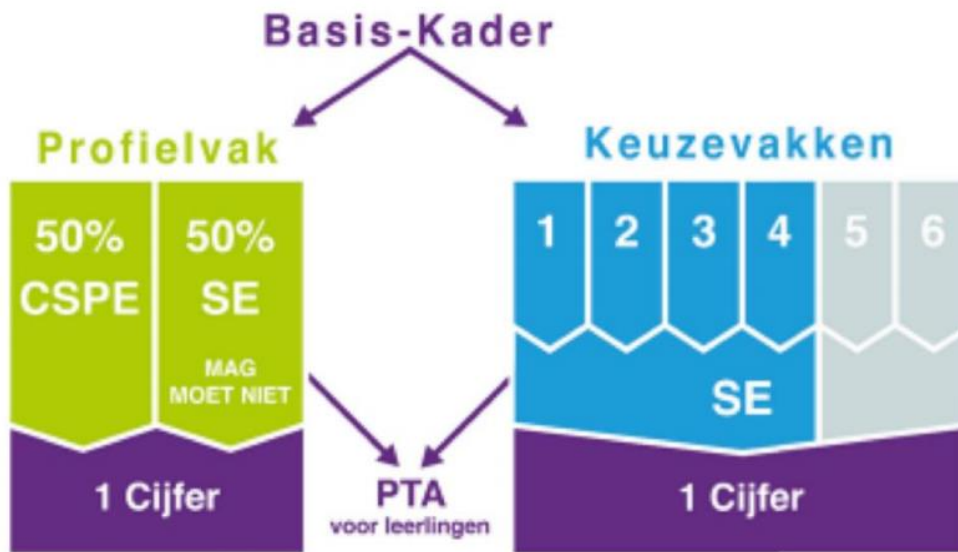 Basis-Kader
Profielvak
50%
CSPE
50%
SE
MAG
MOET NIET
1 Cijfer
PTA
voor leerlingen
Keuzevakken
1 2 3 4 5 6
SE
1 Cijfer